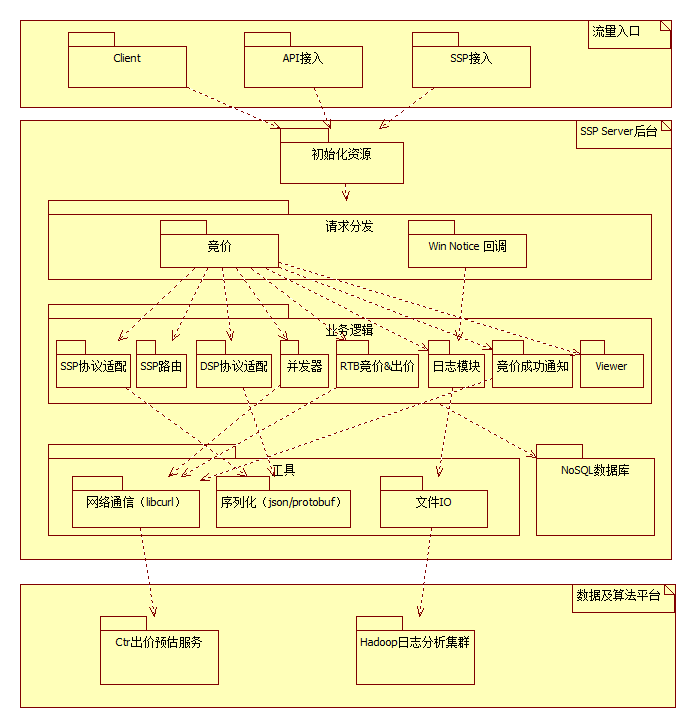 流量入口
Client
API接入
SSP接入
SSP Server后台
初始化资源
请求分发
竟价
Win Notice 回调
业务逻辑
SSP协议适配
SSP路由
DSP协议适配
并发器
RTB竟价&出价
日志模块
竟价成功通知
Viewer
工具
NoSQL数据库
网络通信（libcurl）
序列化（json/protobuf）
文件IO
数据及算法平台
Ctr出价预估服务
Hadoop日志分析集群